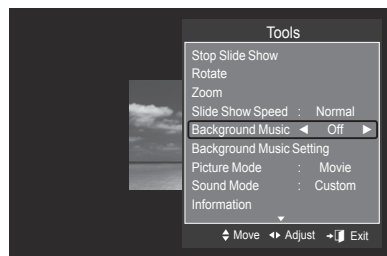 Tools
Stop Slide Show
Rotate
Zoom
Slide Show Speed : Normal
Background Music ◄ Off ►
Background Music Setting
Picture Mode : Movie
Sound Mode : Custom
Information
Move Adjust Exit